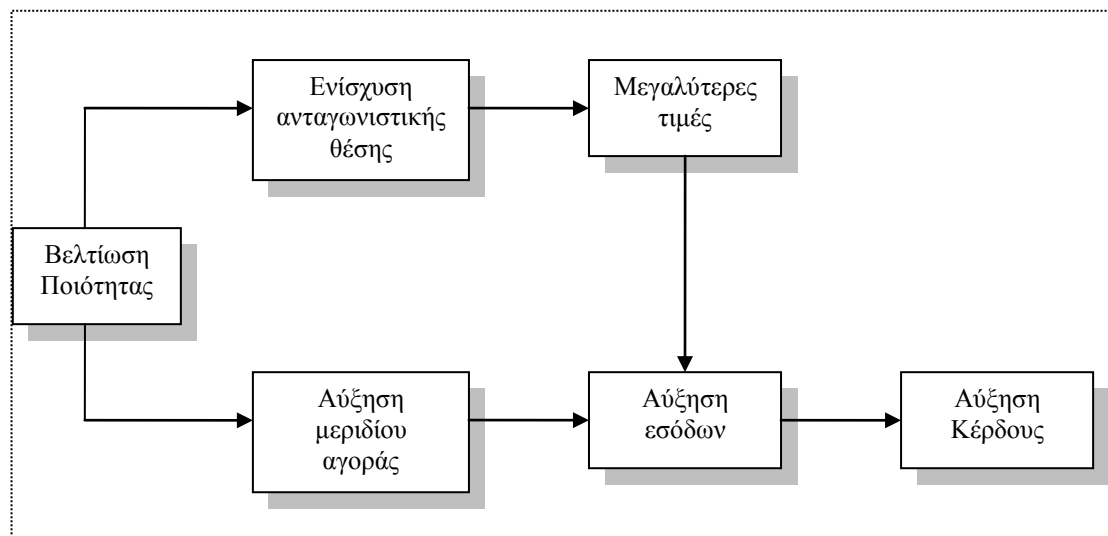 Ενίσχυση
ανταγωνιστικής
θέσης
Μεγαλύτερες
τιμές
Βελτίωση
Ποιότητας
Αύξηση
μεριδίου
αγοράς
Αύξηση
εσόδων
Αύξηση
Κέρδους